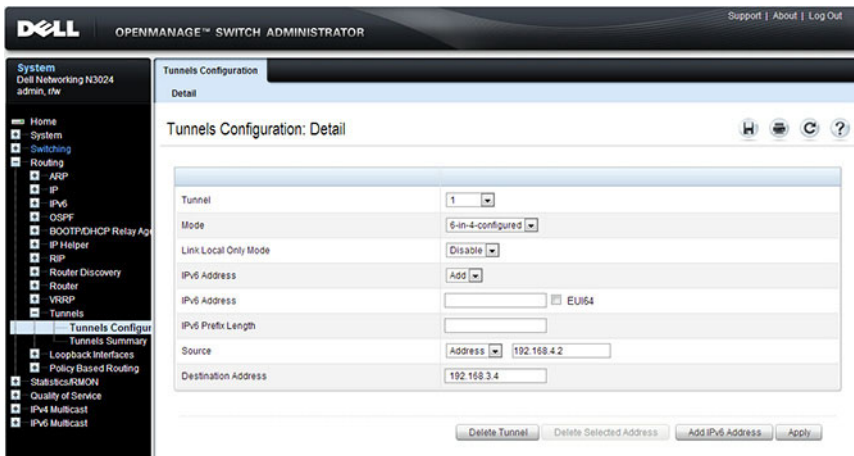 Support | About | Log Out
DELL OPENMANAGE™ SWITCH ADMINISTRATOR
System
Dell Networking N3024
admin, r/w
Home
System
Switching
Routing
ARP
IP
IPv6
OSPF
BOOTP/DHCP Relay Age
IP Helper
RIP
Router Discovery
Router
VRRP
Tunnels
Tunnels Configur
Tunnels Summary
Loopback Interfaces
Policy Based Routing
Statistics/RMON
Quality of Service
IPv4 Multicast
IPv6 Multicast
Tunnels Configuration
Detail
Tunnels Configuration: Detail
Tunnel 1
Mode 6-in-4-configured
Link Local Only Mode Disable
IPv6 Address Add
IPv6 Address EUI64
IPv6 Prefix Length
Source Address 192.168.4.2
Destination Address 192.168.3.4
Delete Tunnel Delete Selected Address Add IPv6 Address Apply